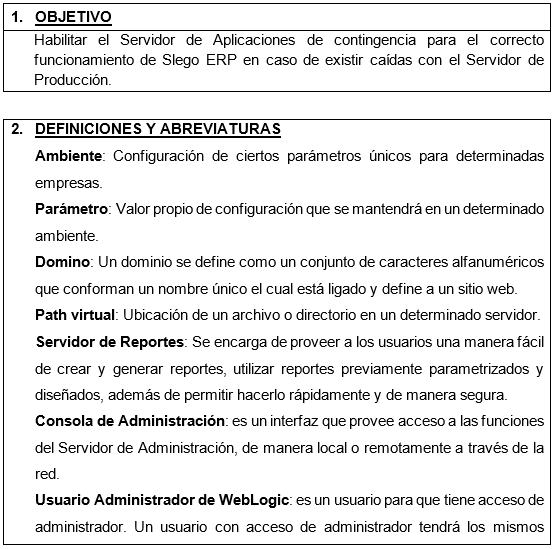 1. OBJETIVO
Habilitar el Servidor de Aplicaciones de contingencia para el correcto
funcionamiento de Slego ERP en caso de existir caídas con el Servidor de
Producción.
2. DEFINICIONES Y ABREVIATURAS
Ambiente: Configuración de ciertos parámetros únicos para determinadas
empresas.
Parámetro: Valor propio de configuración que se mantendrá en un determinado
ambiente.
Domino: Un dominio se define como un conjunto de caracteres alfanuméricos
que conforman un nombre único el cual está ligado y define a un sitio web.
Path virtual: Ubicación de un archivo o directorio en un determinado servidor.
Servidor de Reportes: Se encarga de proveer a los usuarios una manera fácil
de crear y generar reportes, utilizar reportes previamente parametrizados y
diseñados, además de permitir hacerlo rápidamente y de manera segura.
Consola de Administración: es un interfaz que provee acceso a las funciones
del Servidor de Administración, de manera local o remotamente a través de la
red.
Usuario Administrador de WebLogic: es un usuario para que tiene acceso de
administrador. Un usuario con acceso de administrador tendrá los mismos